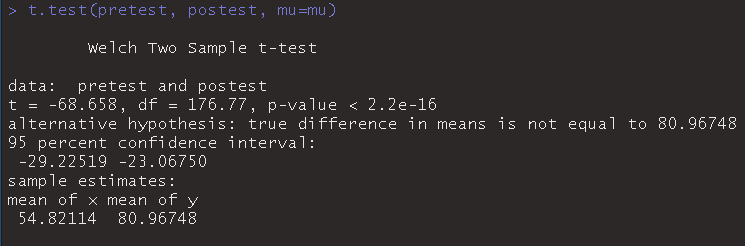 > t.test(pretest, postest, mu=mu)
Welch Two Sample t-test
data: pretest and postest
t = -68.658, df = 176.77, p-value < 2.2e-16
alternative hypothesis: true difference in means is not equal to 80.96748
95 percent confidence interval:
-29.22519 -23.06750
sample estimates:
mean of x mean of y
54.82114 80.96748